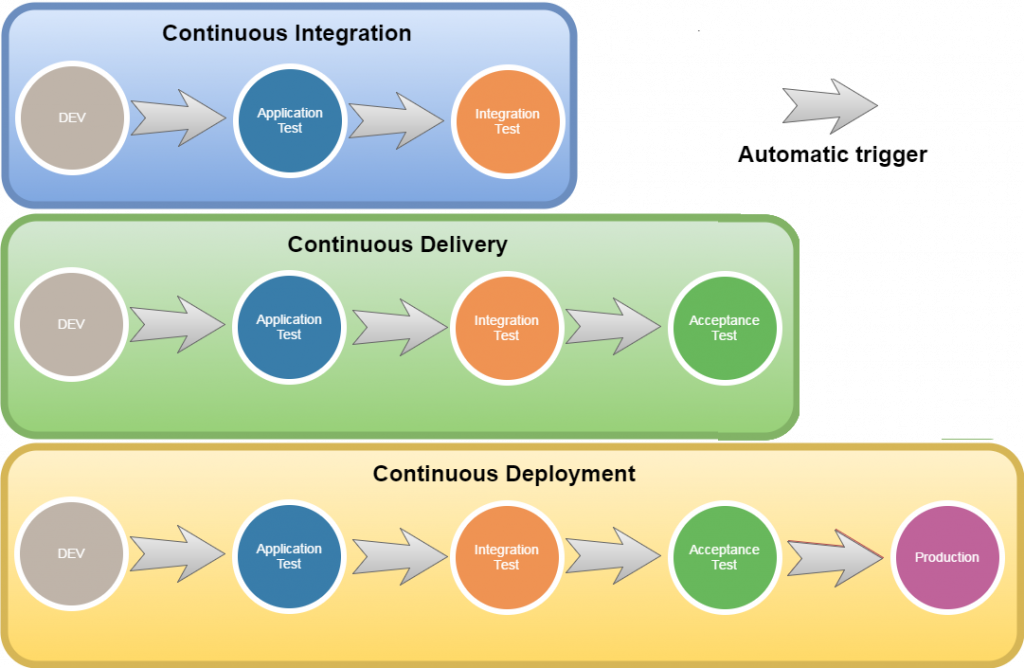 Continuous Integration
DEV
Application
Test
Integration
Test
Automatic trigger
Continuous Delivery
DEV
Application
Test
Integration
Test
Acceptance
Test
Continuous Deployment
DEV
Application
Test
Integration
Test
Acceptance
Test
Production